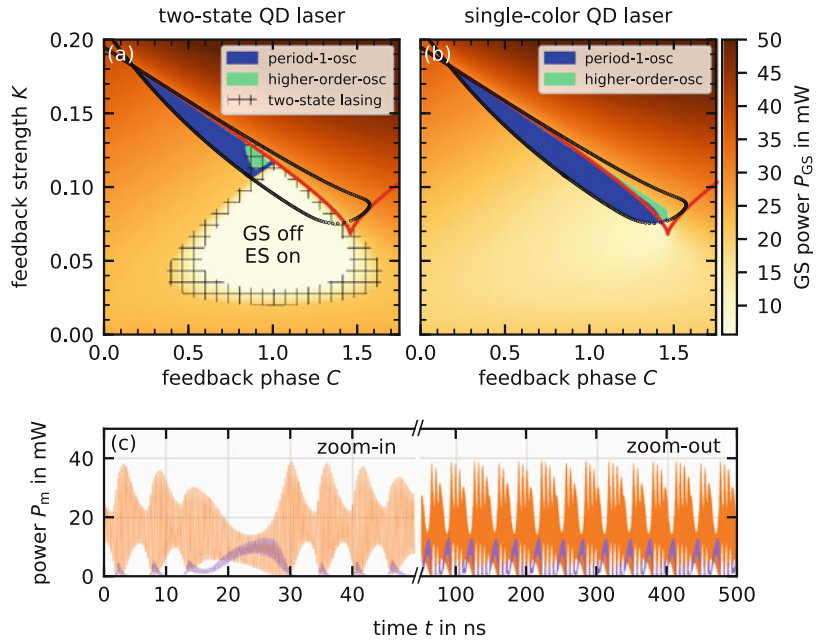 two-state QD laser
single-color QD laser
(a)
period-1-osc
higher-order-osc
two-state lasing
GS off
ES on
0.20
0.15
0.10
0.05
0.00
feedback strength K
0.0 0.5 1.0 1.5
feedback phase C
(b)
period-1-osc
higher-order-osc
0.0 0.5 1.0 1.5
feedback phase C
50
45
40
35
30
25
20
15
10
GS power P_GS in mW
(c)
zoom-in
zoom-out
40
20
0
power P_m in mW
0 10 20 30 40 100 200 300 400 500
time t in ns